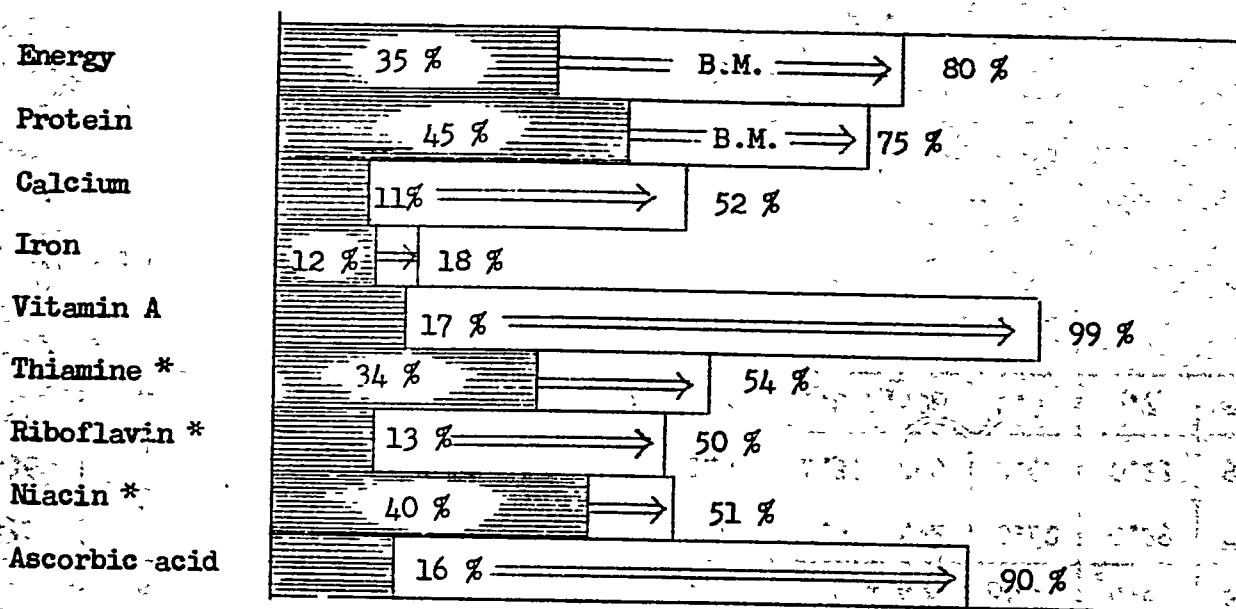 Energy 35 % B.M. 80 %
Protein 45 % B.M. 75 %
Calcium 11% 52 %
Iron 12 % 18 %
Vitamin A 17 % 99 %
Thiamine * 34 % 54 %
Riboflavin * 13 % 50 %
Niacin * 40 % 51 %
Ascorbic acid 16 % 90 %